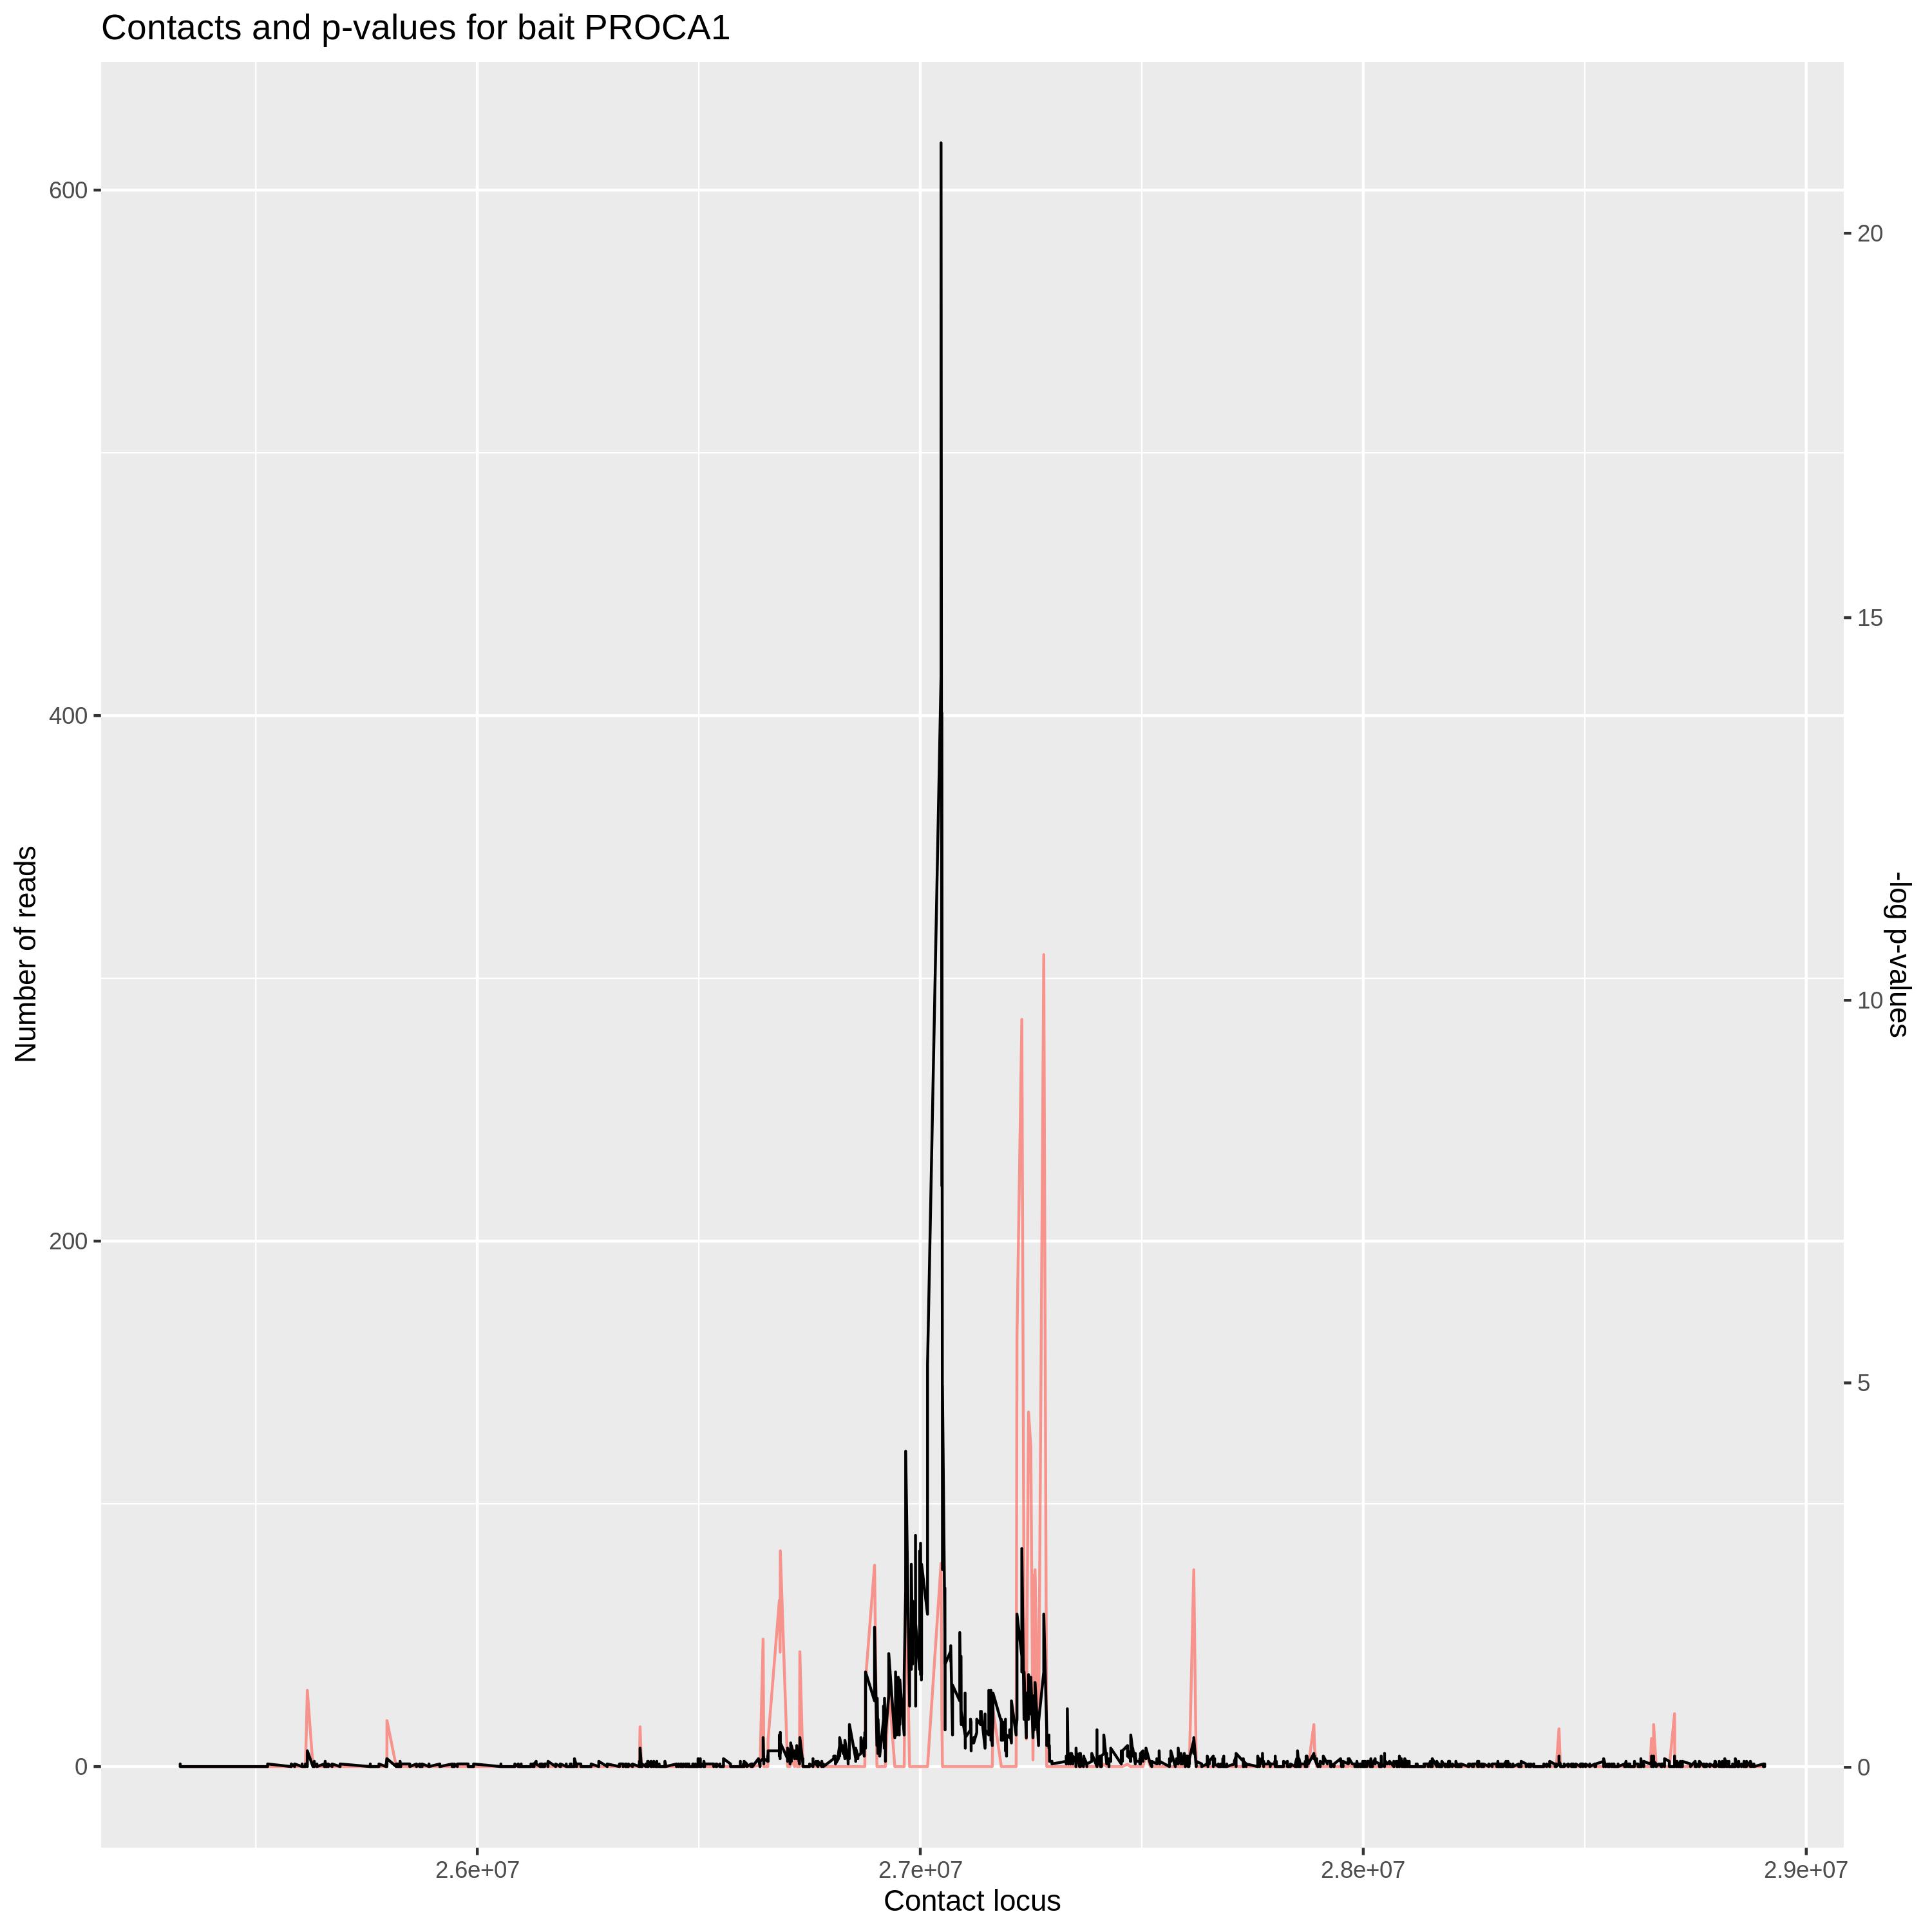 Contacts and p-values for bait PROCA1
600
400
200
0
Number of reads
20
15
10
5
0
-log p-values
2.6e+07
2.7e+07
2.8e+07
2.9e+07
Contact locus